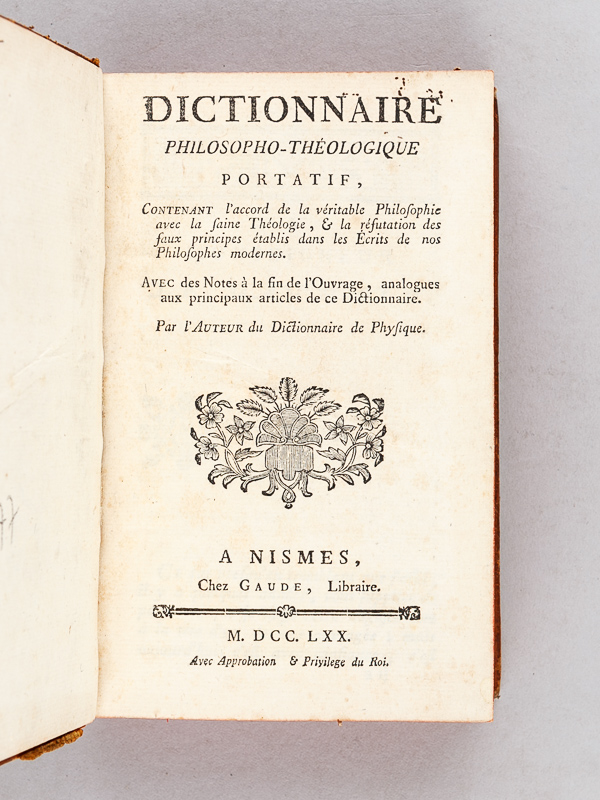 DICTIONNAIRE
PHILOSOPHO-THÉOLOGIQUE
PORTATIF,
CONTENANT l'accord de la véritable Philoſophie
avec la ſaine Théologie, & la réfutation des
faux principes établis dans les Écrits de nos
Philoſophes modernes.
AVEC des Notes à la fin de l'Ouvrage, analogues
aux principaux articles de ce Dictionnaire.
Par l'AUTEUR du Dictionnaire de Phyſique.
A NISMES,
Chez GAUDE, Libraire.
M. DCC. LXX.
Avec Approbation & Privilege du Roi.